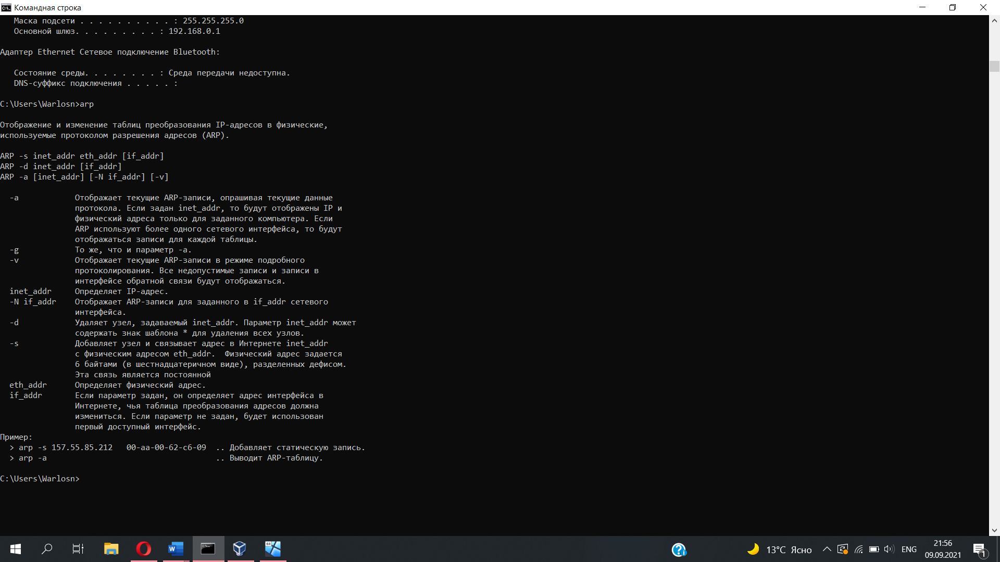 Командная строка
Маска подсети . . . . . . . . . . : 255.255.255.0
Основной шлюз. . . . . . . . . : 192.168.0.1
Адаптер Ethernet Сетевое подключение Bluetooth:
Состояние среды. . . . . . . . : Среда передачи недоступна.
DNS-суффикс подключения . . . . . :
C:\Users\Warlosn>arp
Отображение и изменение таблиц преобразования IP-адресов в физические,
используемые протоколом разрешения адресов (ARP).
ARP -s inet_addr eth_addr [if_addr]
ARP -d inet_addr [if_addr]
ARP -a [inet_addr] [-N if_addr] [-v]
-a Отображает текущие ARP-записи, опрашивая текущие данные
протокола. Если задан inet_addr, то будут отображены IP и
физический адреса только для заданного компьютера. Если
ARP используют более одного сетевого интерфейса, то будут
отображаться записи для каждой таблицы.
-g То же, что и параметр -a.
-v Отображает текущие ARP-записи в режиме подробного
протоколирования. Все недопустимые записи и записи в
интерфейсе обратной связи будут отображаться.
inet_addr Определяет IP-адрес.
-N if_addr Отображает ARP-записи для заданного в if_addr сетевого
интерфейса.
-d Удаляет узел, задаваемый inet_addr. Параметр inet_addr может
содержать знак шаблона * для удаления всех узлов.
-s Добавляет узел и связывает адрес в Интернете inet_addr
с физическим адресом eth_addr. Физический адрес задается
6 байтами (в шестнадцатеричном виде), разделенных дефисом.
Эта связь является постоянной
eth_addr Определяет физический адрес.
if_addr Если параметр задан, он определяет адрес интерфейса в
Интернете, чья таблица преобразования адресов должна
измениться. Если параметр не задан, будет использован
первый доступный интерфейс.
Пример:
> arp -s 157.55.85.212 00-aa-00-62-c6-09 .. Добавляет статическую запись.
> arp -a .. Выводит ARP-таблицу.
C:\Users\Warlosn>
13°C Ясно
ENG
21:56
09.09.2021
1